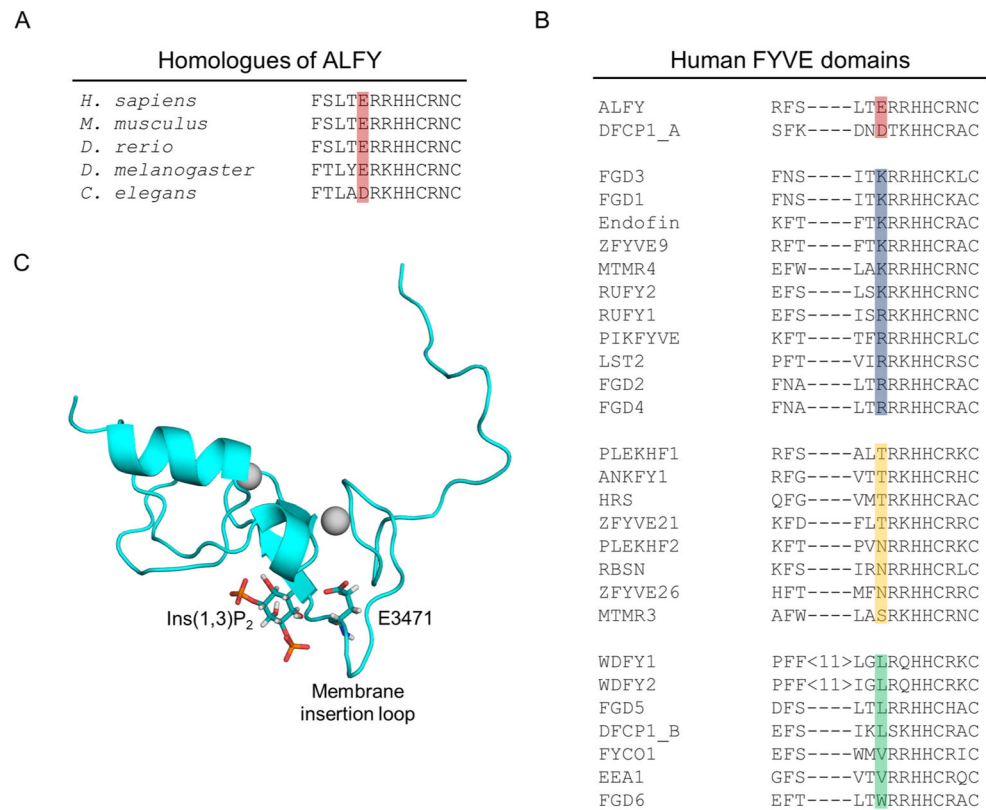 A
Homologues of ALFY
H. sapiens FSLTERRHHCRNC
M. musculus FSLTERRHHCRNC
D. rerio FSLTERRHHCRNC
D. melanogaster FTLYERKHHCRNC
C. elegans FTLADRKHHCRNC
B
Human FYVE domains
ALFY RFS----LTERRHHCRNC
DFCP1_A SFK----DNDTKHHCRAC
FGD3 FNS----ITKRRHHCKLC
FGD1 FNS----ITKRRHHCKAC
Endofin KFT----FTKRRHHCRAC
ZFYVE9 RFT----FTKRRHHCRAC
MTMR4 EFW----LAKRRHHCRNC
RUFY2 EFS----LSKRKHHCRNC
RUFY1 EFS----ISRRKHHCRNC
PIKFYVE KFT----TFRRRHHCRLC
LST2 PFT----VIRRKHHCRSC
FGD2 FNA----LTRRRHHCRAC
FGD4 FNA----LTRRRHHCRAC
PLEKHF1 RFS----ALTRRHHCRKC
ANKFY1 RFG----VTTRKHHCRHC
HRS QFG----VMTRKHHCRAC
ZFYVE21 KFD----FLTRKHHCRRC
PLEKHF2 KFT----PVNRRHHCRKC
RBSN KFS----IRNRRHHCRLC
ZFYVE26 HFT----MFNRRHHCRRC
MTMR3 AFW----LASRKHHCRNC
WDFY1 PFF<11>LGLRQHHCRKC
WDFY2 PFF<11>IGLRQHHCRKC
FGD5 DFS----LTLRRHHCHAC
DFCP1_B EFS----IKLSKHHCRAC
FYCO1 EFS----WMVRRHHCRIC
EEA1 GFS----VTVRRHHCRQC
FGD6 EFT----LTWRRHHCRAC
C
Ins(1,3)P2
E3471
Membrane
insertion loop